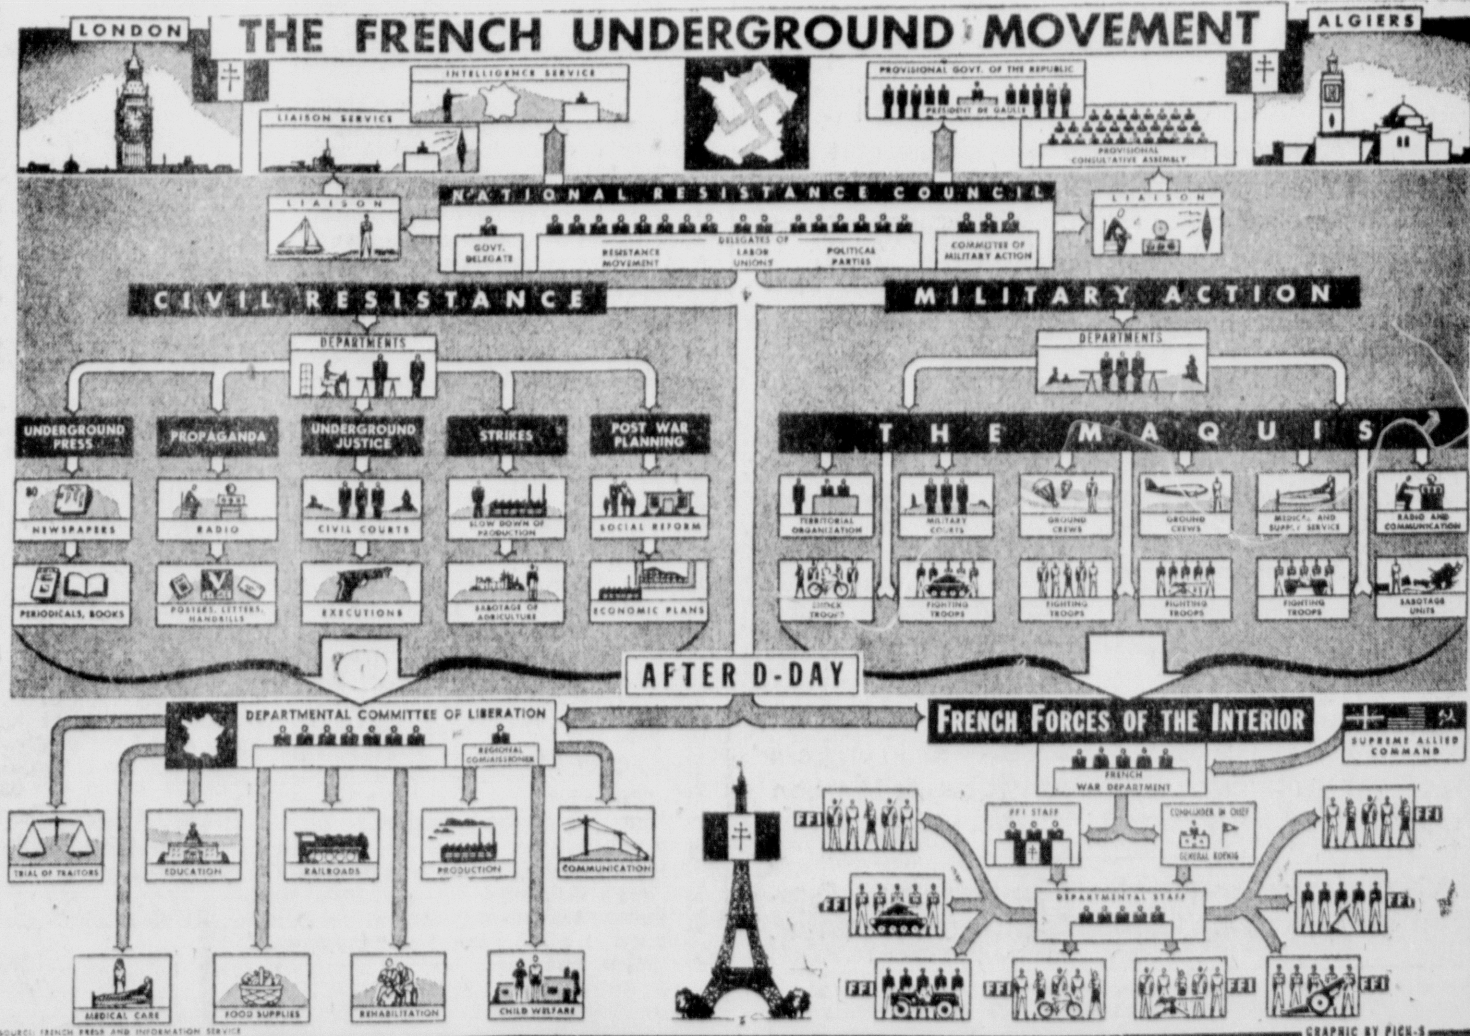 LONDON
THE FRENCH UNDERGROUND MOVEMENT
ALGIERS
INTELLIGENCE SERVICE
LIAISON SERVICE
PROVISIONAL GOVT. OF THE REPUBLIC
PRESIDENT DE GAULLE
PROVISIONAL
CONSULTATIVE ASSEMBLY
NATIONAL RESISTANCE COUNCIL
LIAISON
GOVT.
DELEGATE
DELEGATES OF
RESISTANCE
MOVEMENT
LABOR
UNIONS
POLITICAL
PARTIES
COMMITTEE OF
MILITARY ACTION
LIAISON
CIVIL RESISTANCE
MILITARY ACTION
DEPARTMENTS
DEPARTMENTS
UNDERGROUND
PRESS
PROPAGANDA
UNDERGROUND
JUSTICE
STRIKES
POST WAR
PLANNING
THE MAQUIS
NEWSPAPERS
RADIO
CIVIL COURTS
SLOW DOWN OF
PRODUCTION
SOCIAL REFORM
TERRITORIAL
ORGANIZATION
MILITARY
COURTS
GROUND
CREWS
GROUND
CREWS
MEDICAL AND
SUPPLY SERVICE
RADIO AND
COMMUNICATION
PERIODICALS, BOOKS
POSTERS, LETTERS,
HANDBILLS
EXECUTIONS
SABOTAGE OF
AGRICULTURE
ECONOMIC PLANS
SHOCK
TROOPS
FIGHTING
TROOPS
FIGHTING
TROOPS
FIGHTING
TROOPS
FIGHTING
TROOPS
SABOTAGE
UNITS
AFTER D-DAY
DEPARTMENTAL COMMITTEE OF LIBERATION
REGIONAL
COMMISSIONER
FRENCH FORCES OF THE INTERIOR
SUPREME ALLIED
COMMAND
FRENCH
WAR DEPARTMENT
TRIAL OF TRAITORS
EDUCATION
RAILROADS
PRODUCTION
COMMUNICATION
FFI
FFI STAFF
COMMANDER IN CHIEF
GENERAL KOENIG
FFI
FFI
DEPARTMENTAL STAFF
FFI
MEDICAL CARE
FOOD SUPPLIES
REHABILITATION
CHILD WELFARE
FFI
FFI
FFI
FFI
SOURCE: FRENCH PRESS AND INFORMATION SERVICE
GRAPHIC BY PICK-S